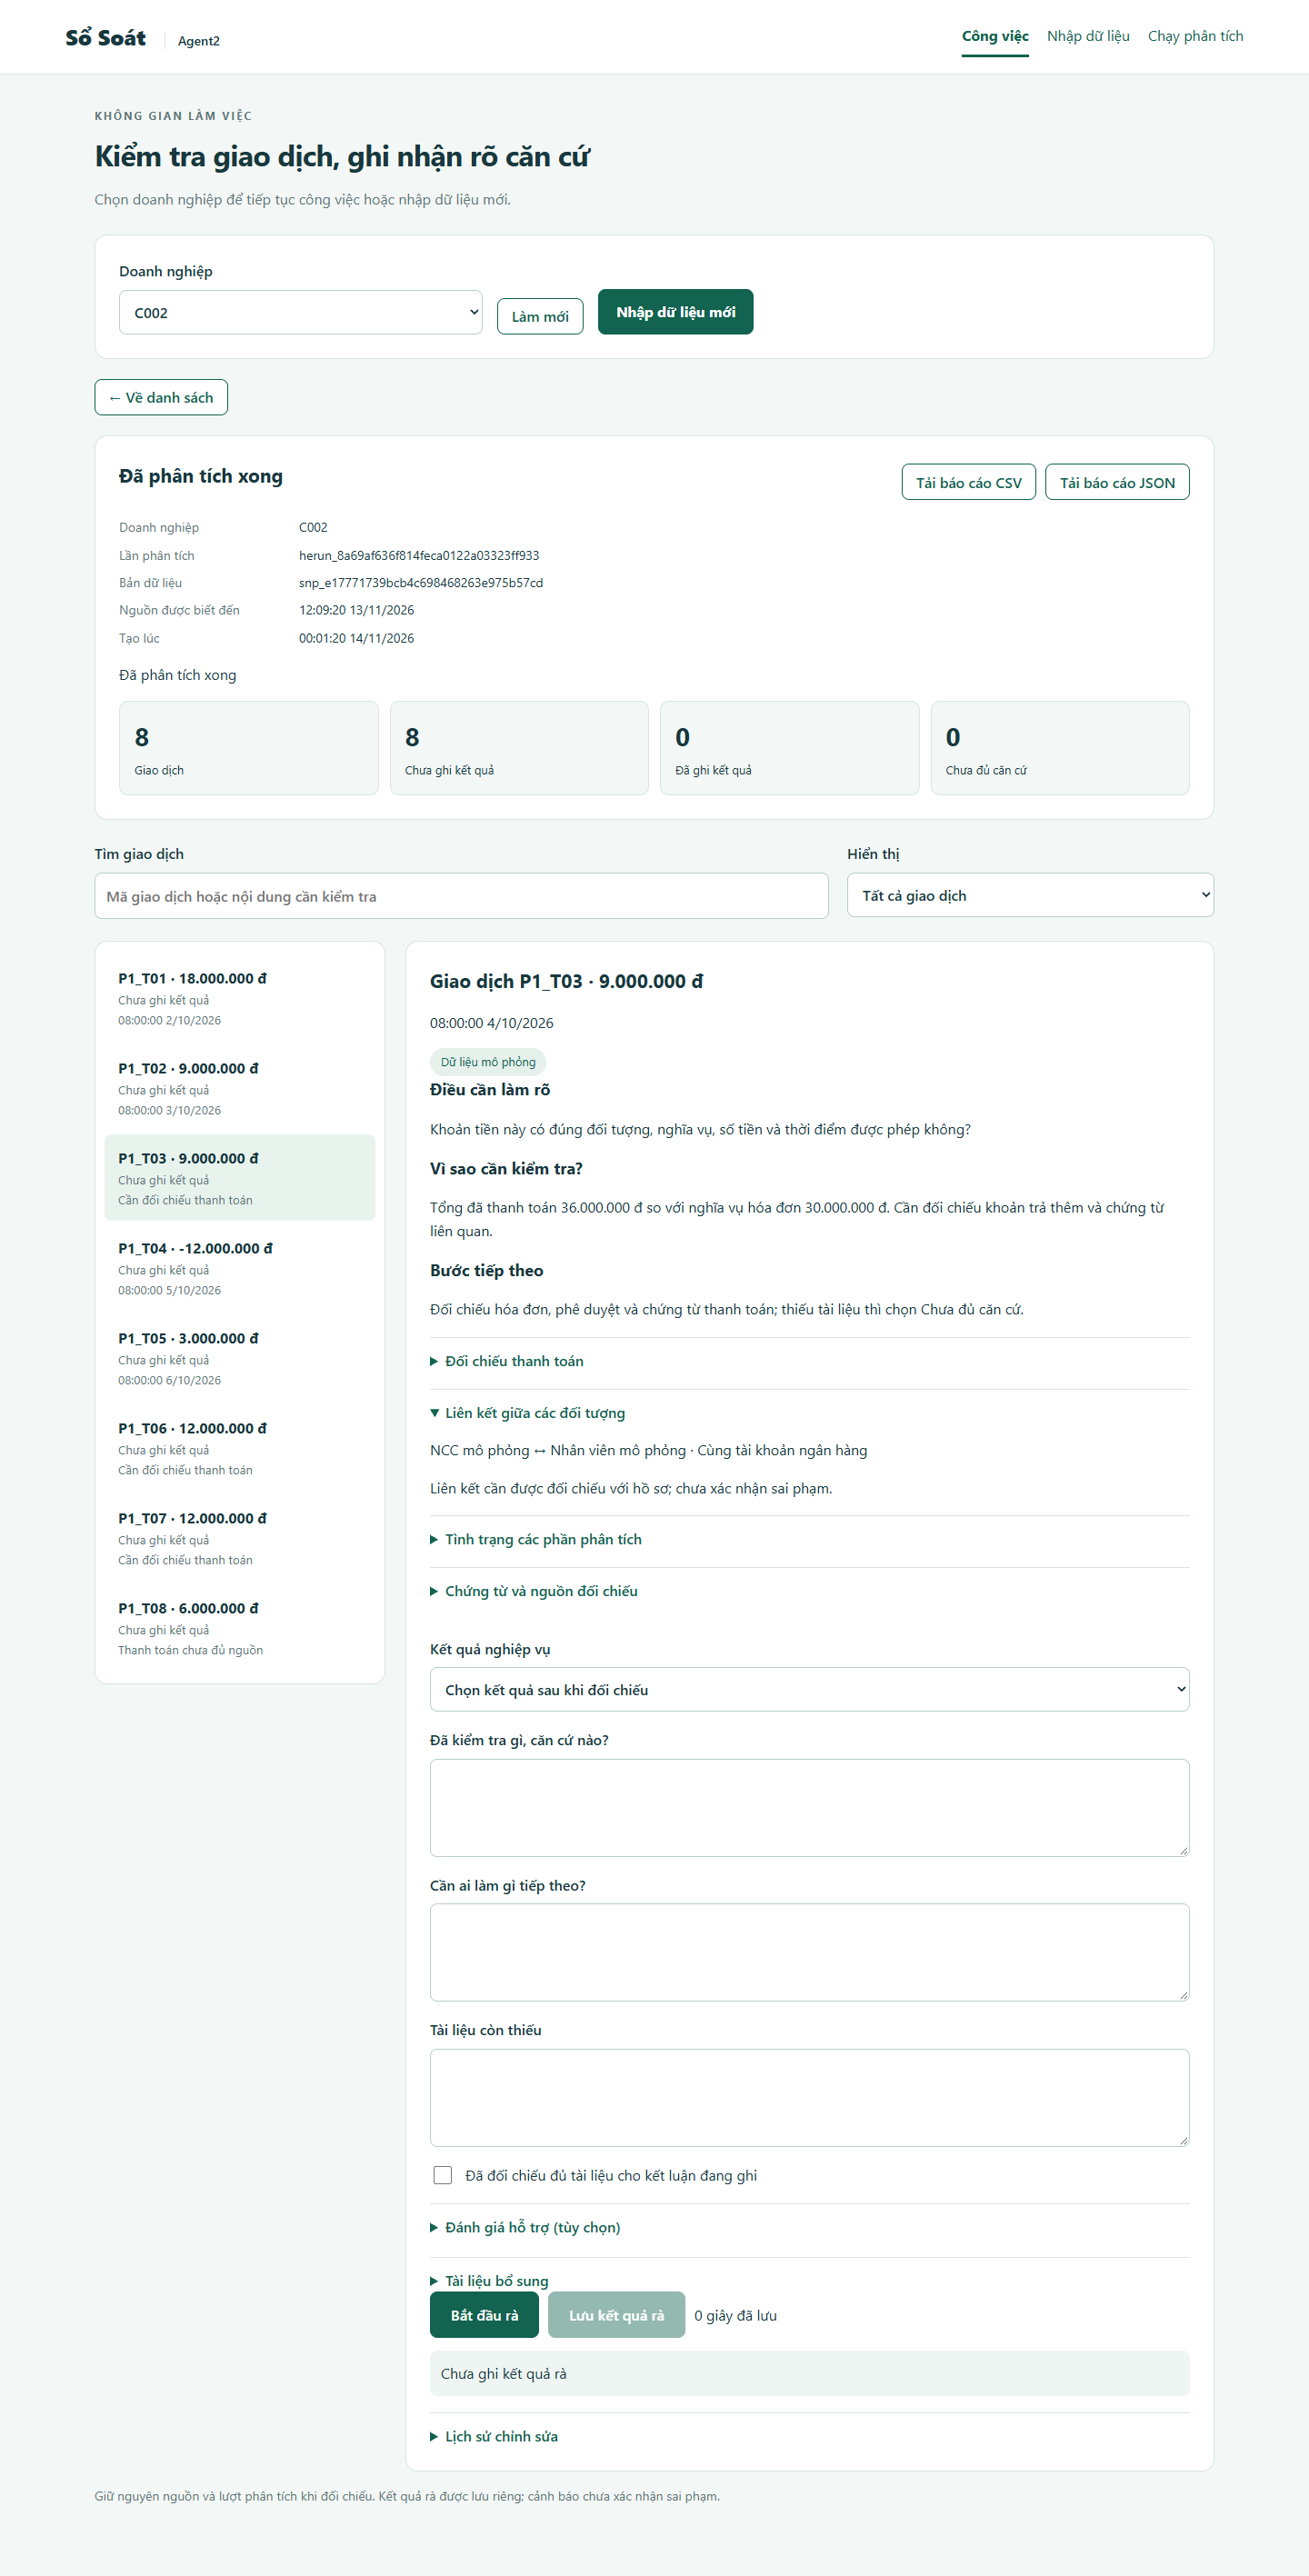 Sổ Soát
Agent2
Công việc
Nhập dữ liệu
Chạy phân tích
KHÔNG GIAN LÀM VIỆC
Kiểm tra giao dịch, ghi nhận rõ căn cứ
Chọn doanh nghiệp để tiếp tục công việc hoặc nhập dữ liệu mới.
Doanh nghiệp
C002
Làm mới
Nhập dữ liệu mới
← Về danh sách
Đã phân tích xong
Tải báo cáo CSV
Tải báo cáo JSON
Doanh nghiệp
C002
Lần phân tích
herun_8a69af636f814feca0122a03323ff933
Bản dữ liệu
snp_e17771739bcb4c698468263e975b57cd
Nguồn được biết đến
12:09:20 13/11/2026
Tạo lúc
00:01:20 14/11/2026
Đã phân tích xong
8
Giao dịch
8
Chưa ghi kết quả
0
Đã ghi kết quả
0
Chưa đủ căn cứ
Tìm giao dịch
Mã giao dịch hoặc nội dung cần kiểm tra
Hiển thị
Tất cả giao dịch
P1_T01 · 18.000.000 đ
Chưa ghi kết quả
08:00:00 2/10/2026
P1_T02 · 9.000.000 đ
Chưa ghi kết quả
08:00:00 3/10/2026
P1_T03 · 9.000.000 đ
Chưa ghi kết quả
Cần đối chiếu thanh toán
P1_T04 · -12.000.000 đ
Chưa ghi kết quả
08:00:00 5/10/2026
P1_T05 · 3.000.000 đ
Chưa ghi kết quả
08:00:00 6/10/2026
P1_T06 · 12.000.000 đ
Chưa ghi kết quả
Cần đối chiếu thanh toán
P1_T07 · 12.000.000 đ
Chưa ghi kết quả
Cần đối chiếu thanh toán
P1_T08 · 6.000.000 đ
Chưa ghi kết quả
Thanh toán chưa đủ nguồn
Giao dịch P1_T03 · 9.000.000 đ
08:00:00 4/10/2026
Dữ liệu mô phỏng
Điều cần làm rõ
Khoản tiền này có đúng đối tượng, nghĩa vụ, số tiền và thời điểm được phép không?
Vì sao cần kiểm tra?
Tổng đã thanh toán 36.000.000 đ so với nghĩa vụ hóa đơn 30.000.000 đ. Cần đối chiếu khoản trả thêm và chứng từ
liên quan.
Bước tiếp theo
Đối chiếu hóa đơn, phê duyệt và chứng từ thanh toán; thiếu tài liệu thì chọn Chưa đủ căn cứ.
▶ Đối chiếu thanh toán
▼ Liên kết giữa các đối tượng
NCC mô phỏng ↔ Nhân viên mô phỏng · Cùng tài khoản ngân hàng
Liên kết cần được đối chiếu với hồ sơ; chưa xác nhận sai phạm.
▶ Tình trạng các phần phân tích
▶ Chứng từ và nguồn đối chiếu
Kết quả nghiệp vụ
Chọn kết quả sau khi đối chiếu
Đã kiểm tra gì, căn cứ nào?
Cần ai làm gì tiếp theo?
Tài liệu còn thiếu
Đã đối chiếu đủ tài liệu cho kết luận đang ghi
▶ Đánh giá hỗ trợ (tùy chọn)
▶ Tài liệu bổ sung
Bắt đầu rà
Lưu kết quả rà
0 giây đã lưu
Chưa ghi kết quả rà
▶ Lịch sử chỉnh sửa
Giữ nguyên nguồn và lượt phân tích khi đối chiếu. Kết quả rà được lưu riêng; cảnh báo chưa xác nhận sai phạm.